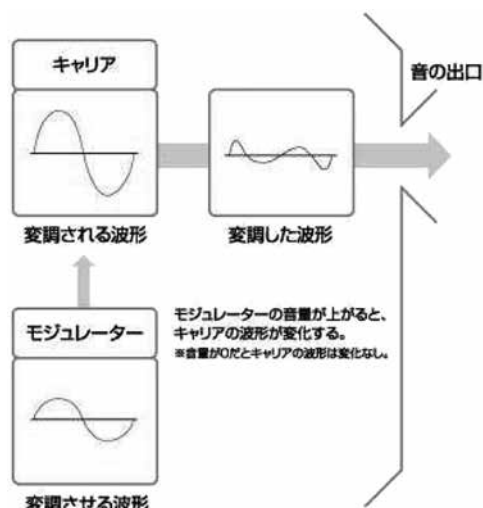 キャリア
音の出口
変調される波形
変調した波形
モジュレーター
モジュレーターの音量が上がると、
キャリアの波形が変化する。
※音量が0だとキャリアの波形は変化なし。
変調させる波形